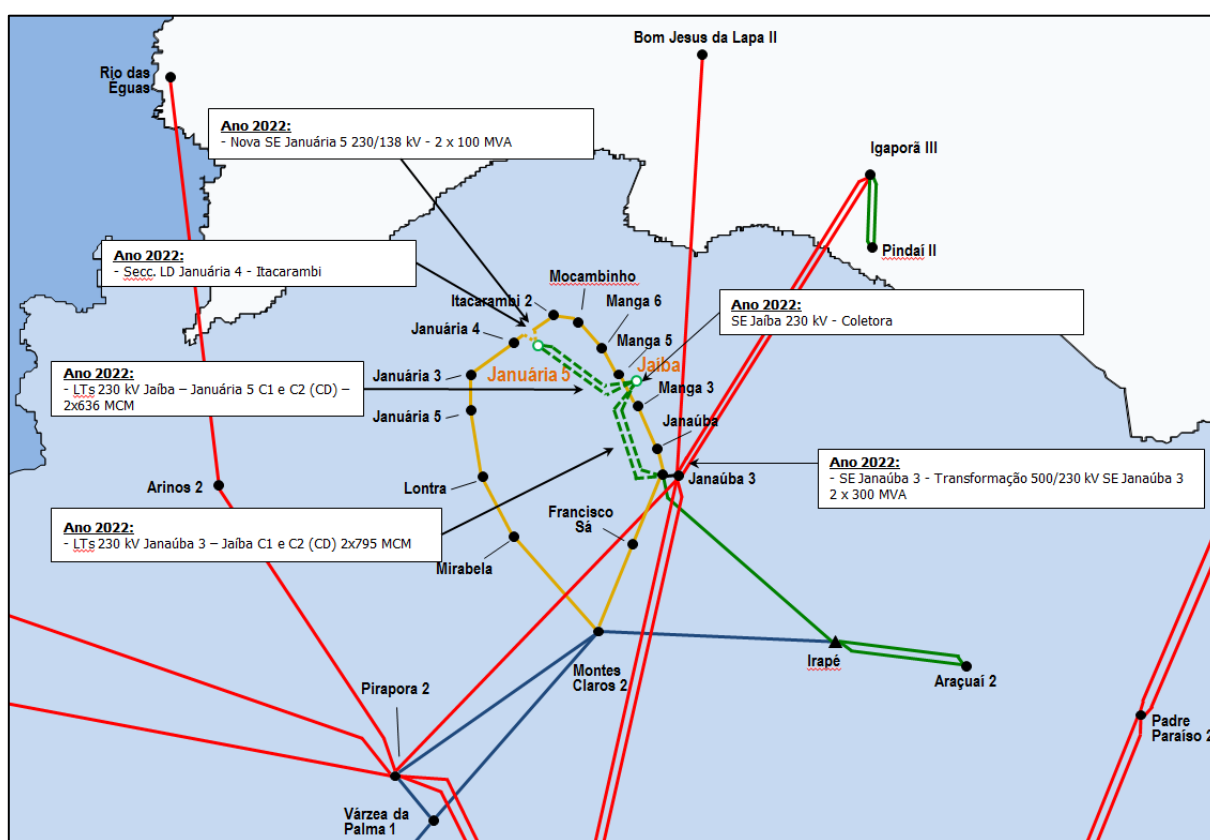 Bom Jesus da Lapa II
Rio das
Éguas
Ano 2022:
- Nova SE Januária 5 230/138 kV - 2 x 100 MVA
Igaporã III
Pindaí II
Ano 2022:
- Secc. LD Januária 4 - Itacarambi
Mocambinho
Itacarambi 2
Manga 6
Ano 2022:
SE Jaíba 230 kV - Coletora
Januária 4
Manga 5
Januária 5
Jaíba
Ano 2022:
- LTs 230 kV Jaíba – Januária 5 C1 e C2 (CD) –
2x636 MCM
Januária 3
Manga 3
Januária 5
Janaúba
Ano 2022:
- SE Janaúba 3 - Transformação 500/230 kV SE Janaúba 3
2 x 300 MVA
Janaúba 3
Arinos 2
Lontra
Francisco
Sá
Ano 2022:
- LTs 230 kV Janaúba 3 – Jaíba C1 e C2 (CD) 2x795 MCM
Mirabela
Irapé
Montes
Claros 2
Araçuaí 2
Pirapora 2
Padre
Paraíso 2
Várzea da
Palma 1